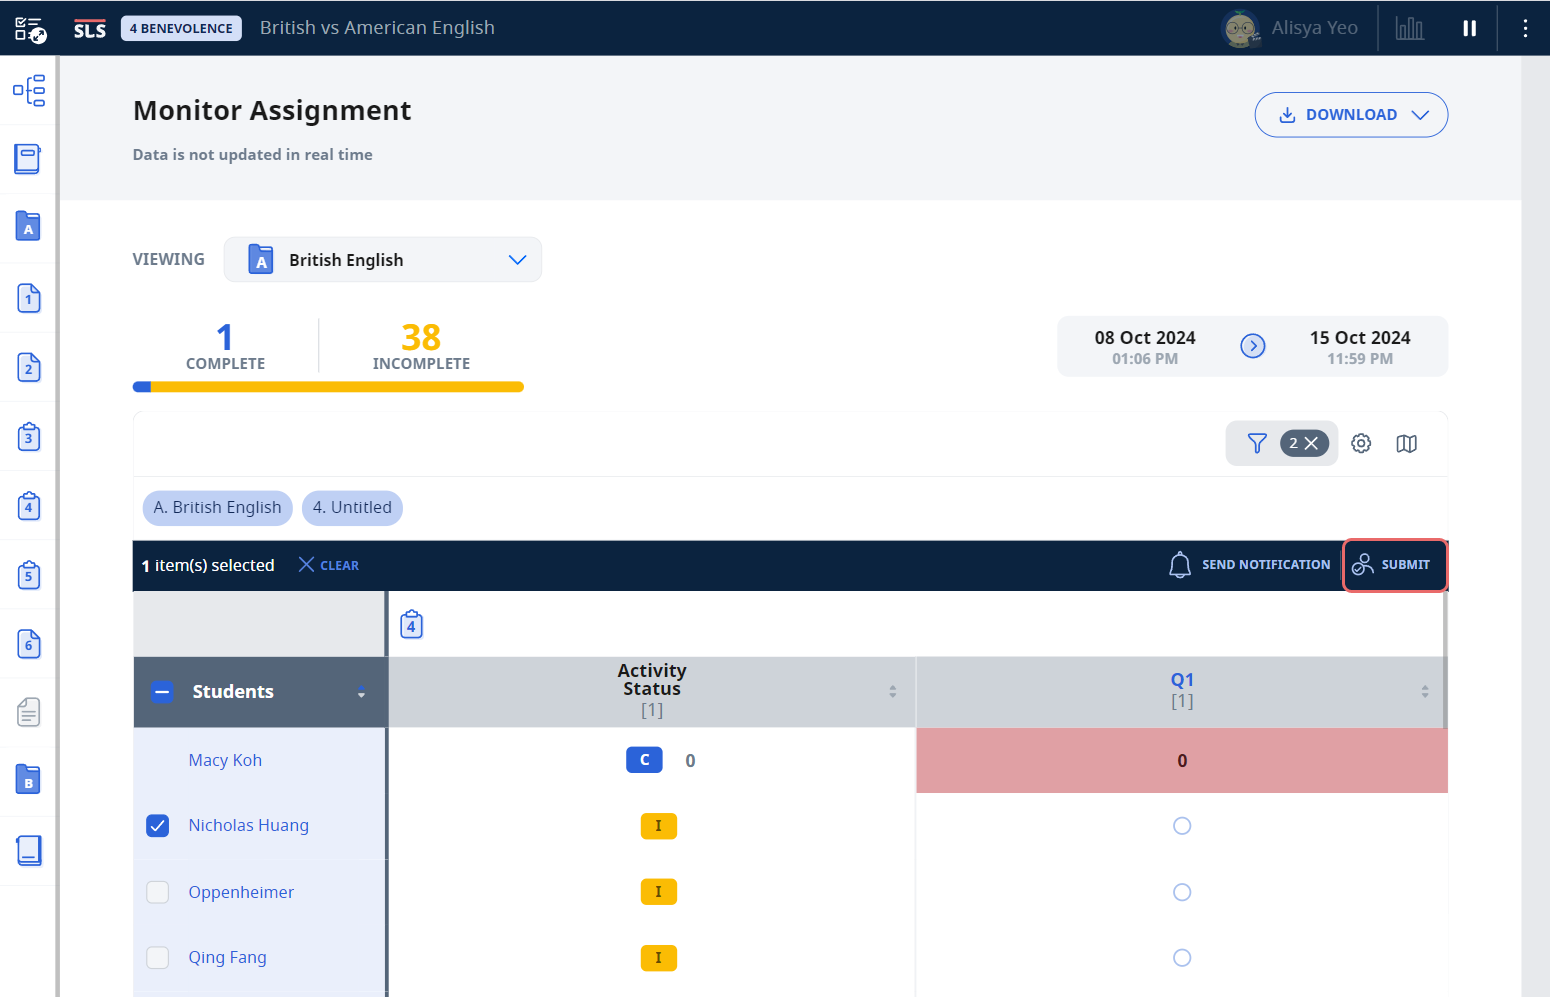 SLS 4 BENEVOLENCE British vs American English Alisya Yeo
Monitor Assignment
DOWNLOAD
Data is not updated in real time
A
VIEWING A British English
1
1 38
COMPLETE INCOMPLETE
08 Oct 2024 15 Oct 2024
01:06 PM 11:59 PM
2
3
2
A. British English 4. Untitled
4
1 item(s) selected CLEAR SEND NOTIFICATION SUBMIT
5
4
6
Students Activity Status [1] Q1 [1]
Macy Koh C 0 0
B
Nicholas Huang I
Oppenheimer I
Qing Fang I